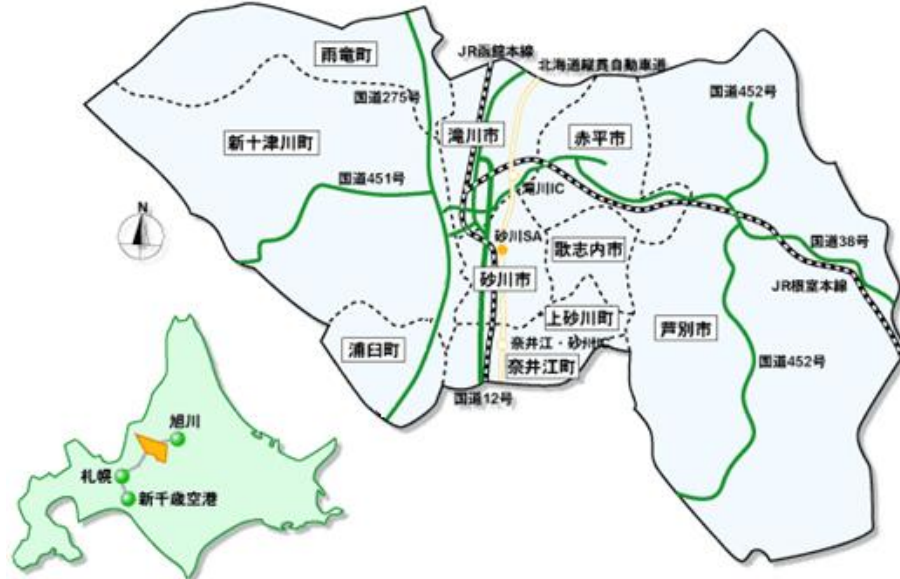 雨竜町
JR函館本線
北海道縦貫自動車道
国道275号
国道452号
新十津川町
滝川市
赤平市
国道451号
滝川IC
N
砂川SA
歌志内市
国道38号
砂川市
JR根室本線
上砂川町
芦別市
浦臼町
奈井江・砂川IC
奈井江町
国道452号
国道12号
旭川
札幌
新千歳空港